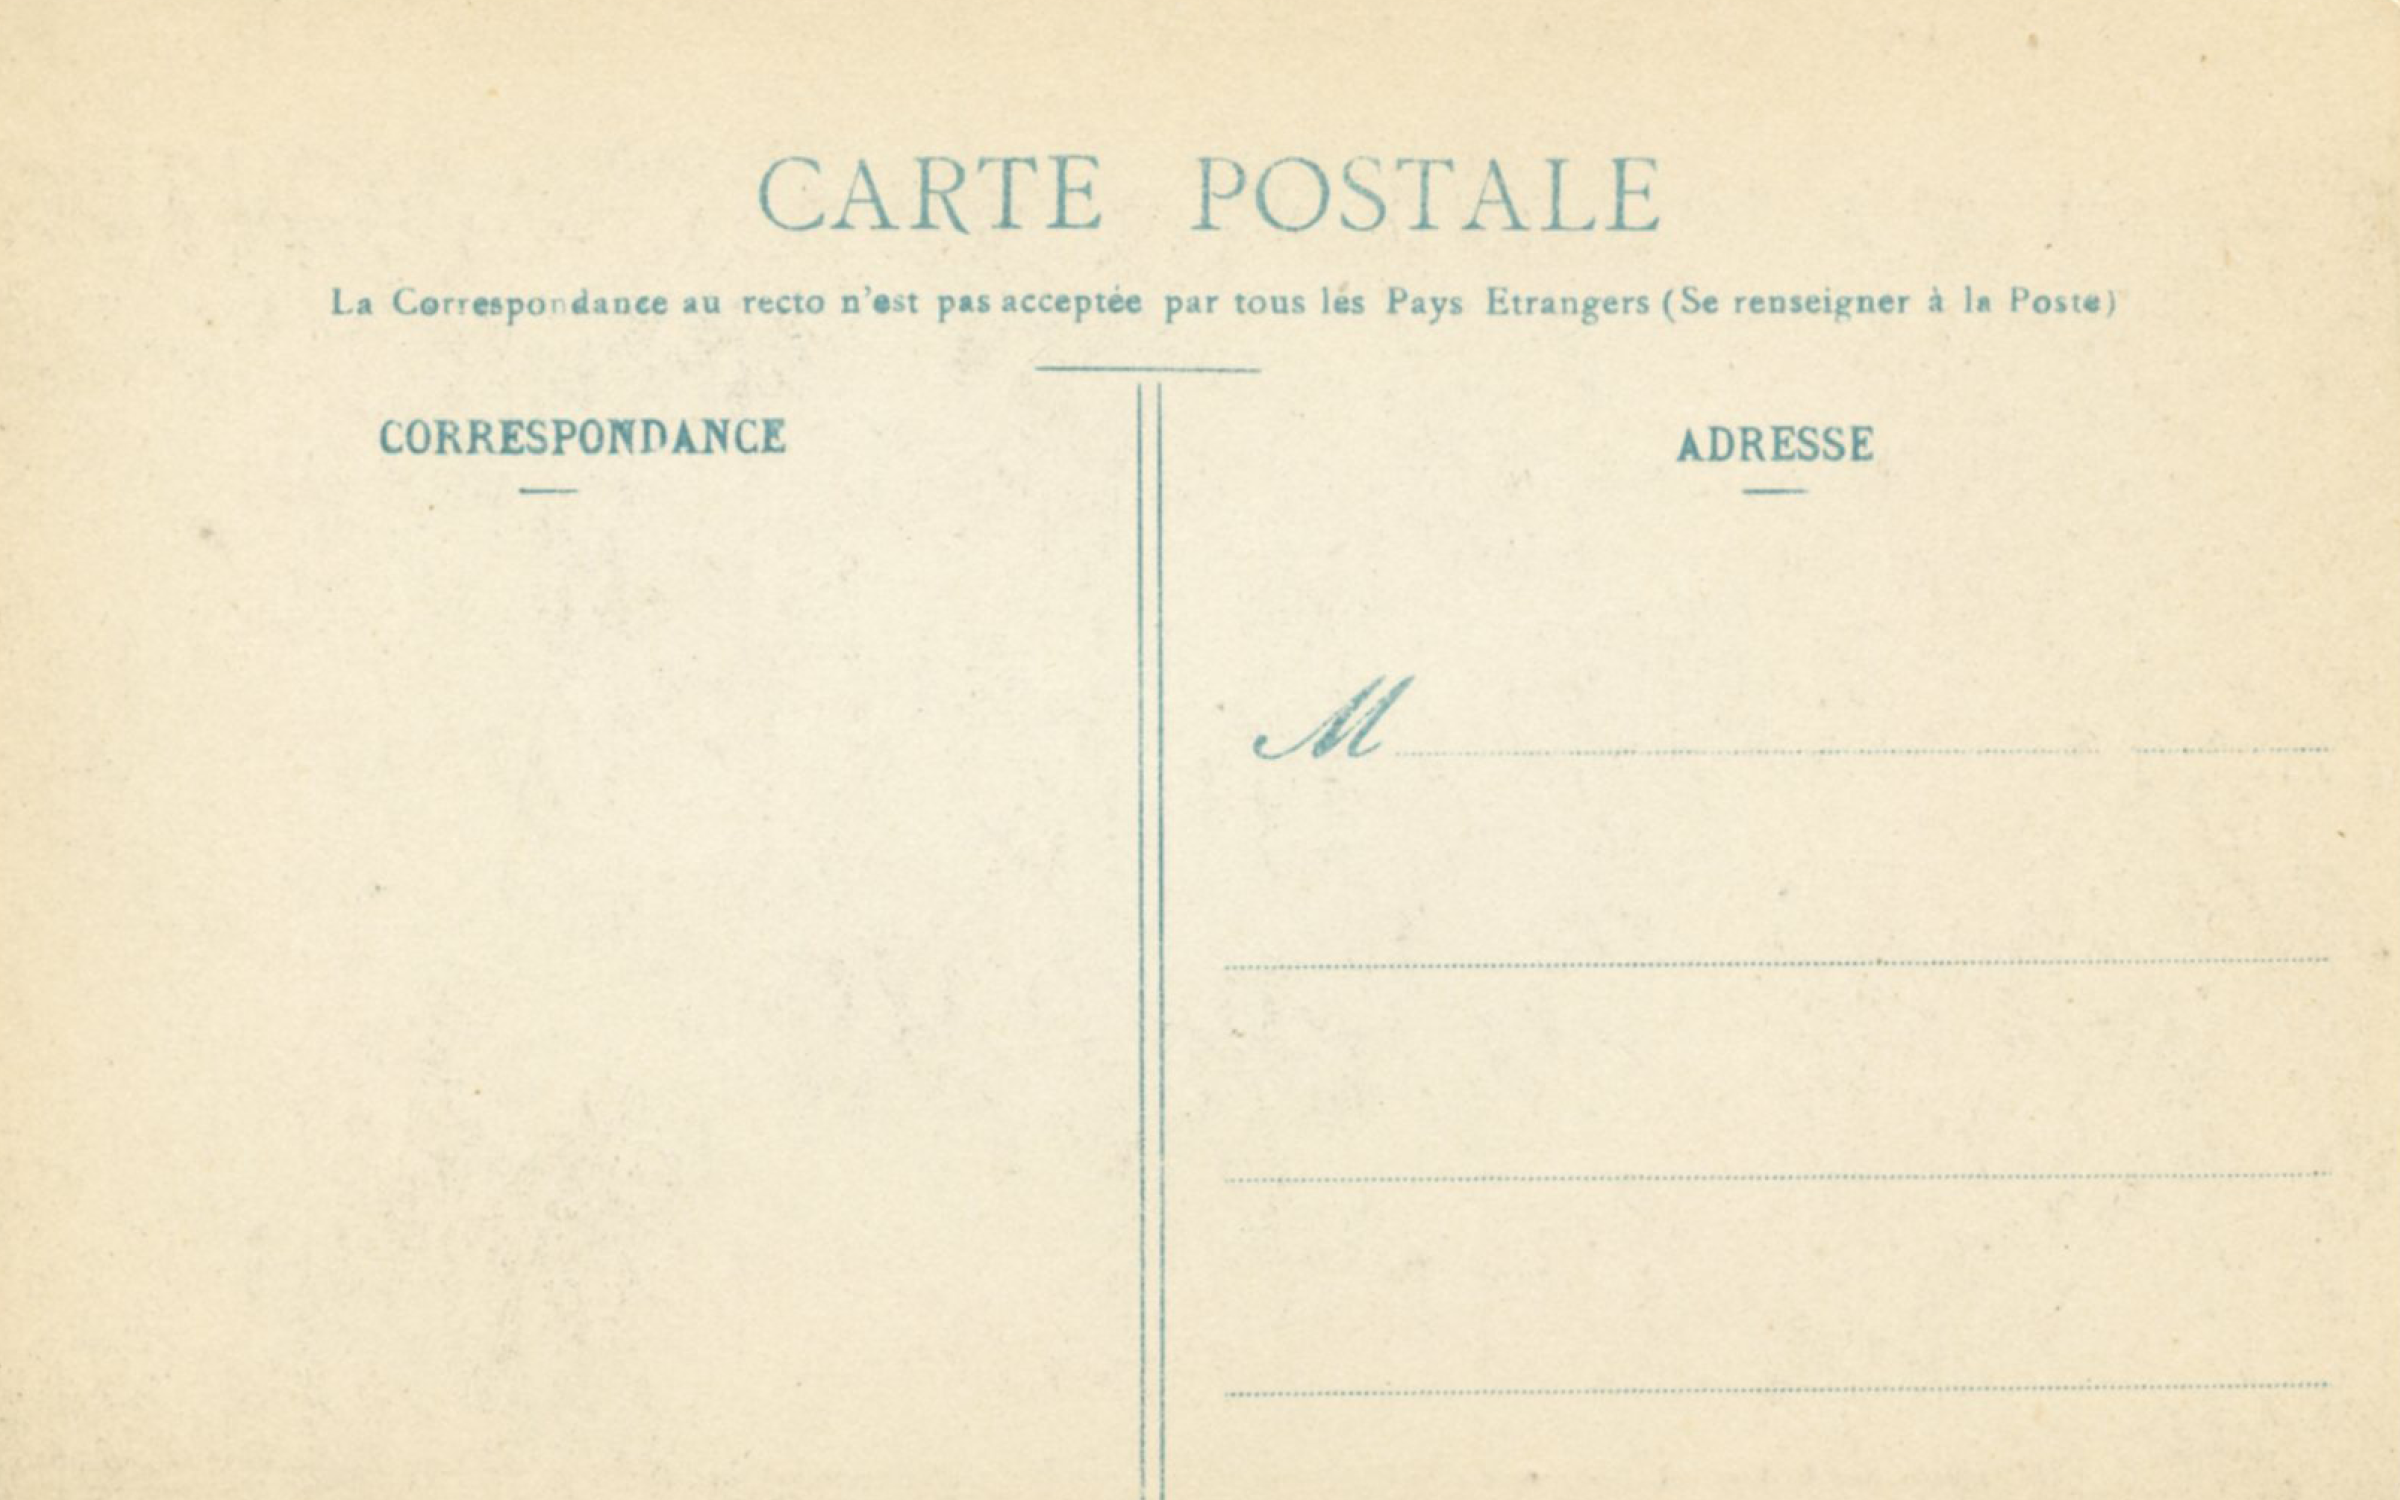 CARTE POSTALE
La Correspondance au recto n'est pas acceptée par tous lés Pays Etrangers (Se renseigner à la Poste)
CORRESPONDANCE
ADRESSE
M